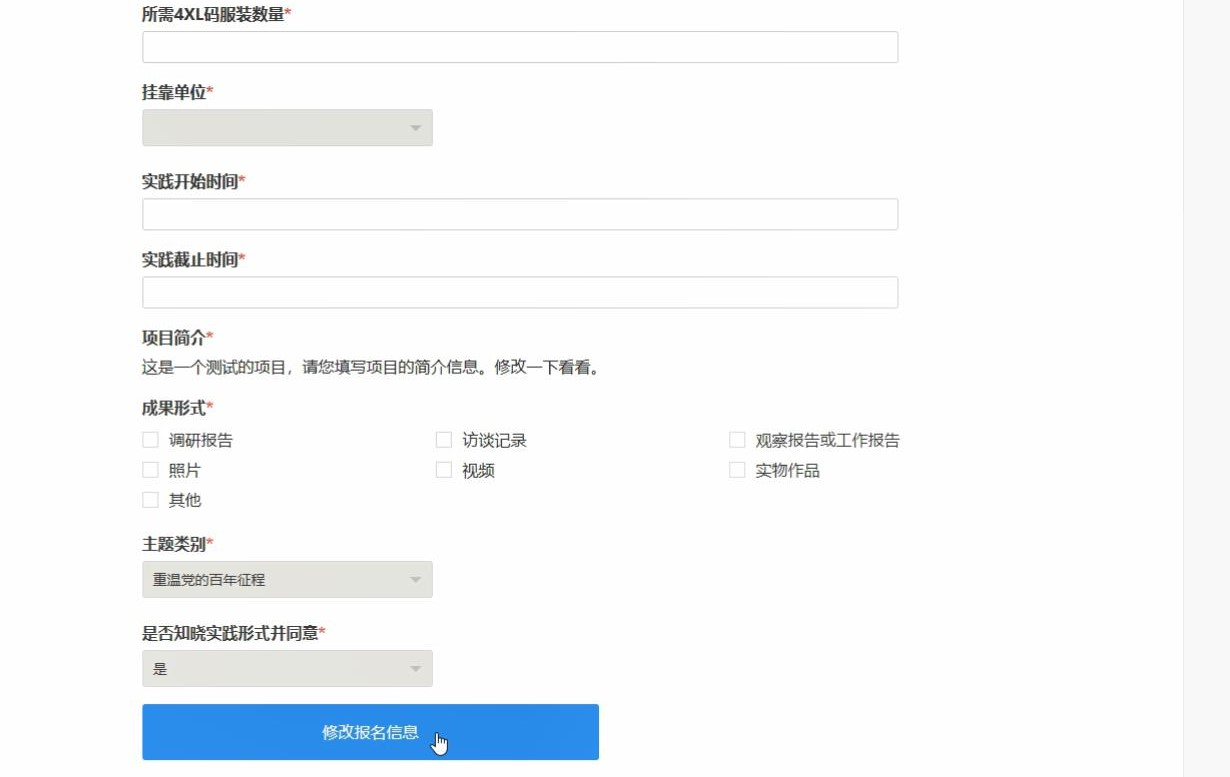 所需4XL码服装数量*
挂靠单位*
实践开始时间*
实践截止时间*
项目简介*
这是一个测试的项目，请您填写项目的简介信息。修改一下看看。
成果形式*
调研报告 访谈记录 观察报告或工作报告
照片 视频 实物作品
其他
主题类别*
重温党的百年征程
是否知晓实践形式并同意*
是
修改报名信息